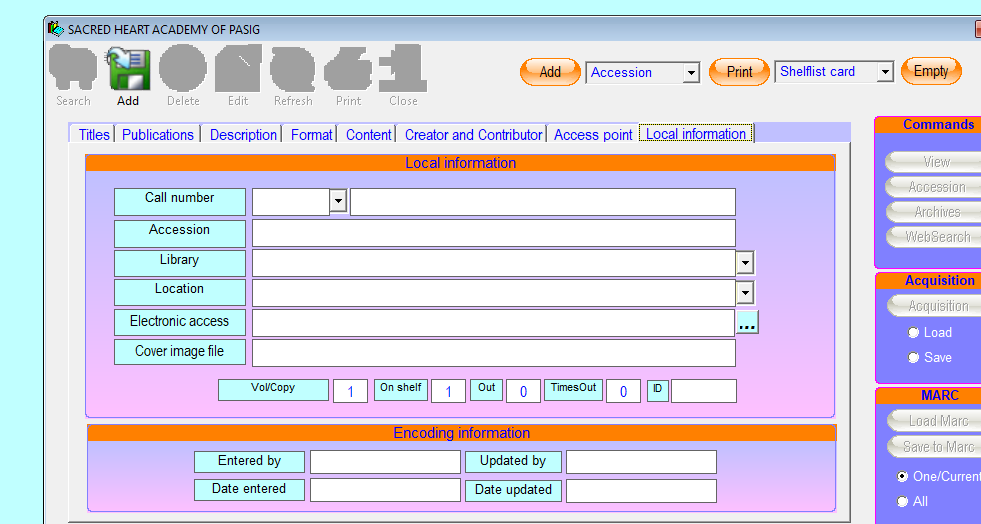 SACRED HEART ACADEMY OF PASIG
Search Add Delete Edit Refresh Print Close
Add Accession Print Shelflist card Empty
Titles Publications Description Format Content Creator and Contributor Access point Local information
Local information
Call number
Accession
Library
Location
Electronic access ...
Cover image file
Vol/Copy 1 On shelf 1 Out 0 TimesOut 0 ID
Encoding information
Entered by Updated by
Date entered Date updated
Commands
View
Accession
Archives
WebSearch
Acquisition
Acquisition
Load
Save
MARC
Load Marc
Save to Marc
One/Current
All